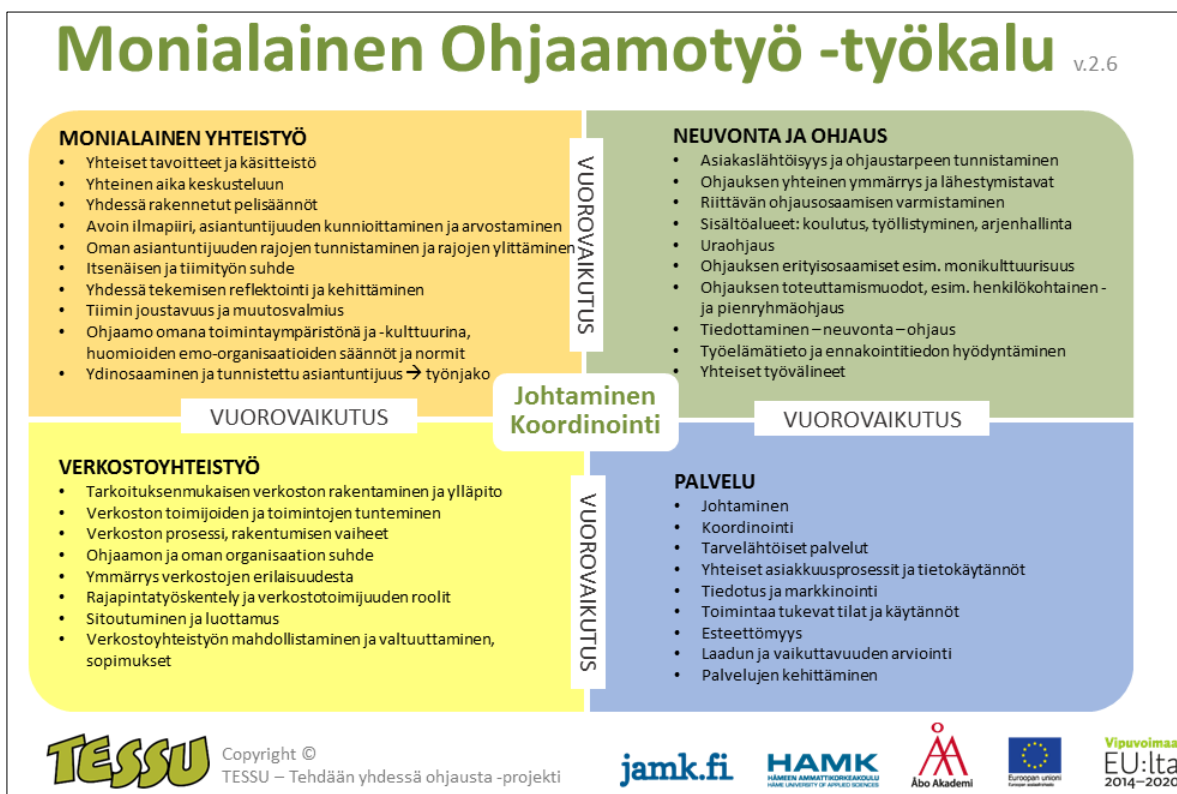 Monialainen Ohjaamotyö -työkalu v.2.6
MONIALAINEN YHTEISTYÖ
• Yhteiset tavoitteet ja käsitteistö
• Yhteinen aika keskusteluun
• Yhdessä rakennetut pelisäännöt
• Avoin ilmapiiri, asiantuntijuuden kunnioittaminen ja arvostaminen
• Oman asiantuntijuuden rajojen tunnistaminen ja rajojen ylittäminen
• Itsenäisen ja tiimityön suhde
• Yhdessä tekemisen reflektointi ja kehittäminen
• Tiimin joustavuus ja muutosvalmius
• Ohjaamo omana toimintaympäristönä ja -kulttuurina,
huomioiden emo-organisaatioiden säännöt ja normit
• Ydinosaaminen ja tunnistettu asiantuntijuus → työnjako
VUOROVAIKUTUS
NEUVONTA JA OHJAUS
• Asiakaslähtöisyys ja ohjaustarpeen tunnistaminen
• Ohjauksen yhteinen ymmärrys ja lähestymistavat
• Riittävän ohjausosaamisen varmistaminen
• Sisältöalueet: koulutus, työllistyminen, arjenhallinta
• Uraohjaus
• Ohjauksen erityisosaamiset esim. monikulttuurisuus
• Ohjauksen toteuttamismuodot, esim. henkilökohtainen -
ja pienryhmäohjaus
• Tiedottaminen – neuvonta – ohjaus
• Työelämätieto ja ennakointitiedon hyödyntäminen
• Yhteiset työvälineet
VUOROVAIKUTUS
Johtaminen
Koordinointi
VUOROVAIKUTUS
VERKOSTOYHTEISTYÖ
• Tarkoituksenmukaisen verkoston rakentaminen ja ylläpito
• Verkoston toimijoiden ja toimintojen tunteminen
• Verkoston prosessi, rakentumisen vaiheet
• Ohjaamon ja oman organisaation suhde
• Ymmärrys verkostojen erilaisuudesta
• Rajapintatyöskentely ja verkostotoimijuuden roolit
• Sitoutuminen ja luottamus
• Verkostoyhteistyön mahdollistaminen ja valtuuttaminen,
sopimukset
VUOROVAIKUTUS
PALVELU
• Johtaminen
• Koordinointi
• Tarvelähtöiset palvelut
• Yhteiset asiakkuusprosessit ja tietokäytännöt
• Tiedotus ja markkinointi
• Toimintaa tukevat tilat ja käytännöt
• Esteettömyys
• Laadun ja vaikuttavuuden arviointi
• Palvelujen kehittäminen
TESSU
Copyright ©
TESSU – Tehdään yhdessä ohjausta -projekti
jamk.fi
HAMK
HÄMEEN AMMATTIKORKEAKOULU
HÄME UNIVERSITY OF APPLIED SCIENCES
Åbo Akademi
Euroopan unioni
Euroopan sosiaalirahasto
Vipuvoimaa
EU:lta
2014–2020